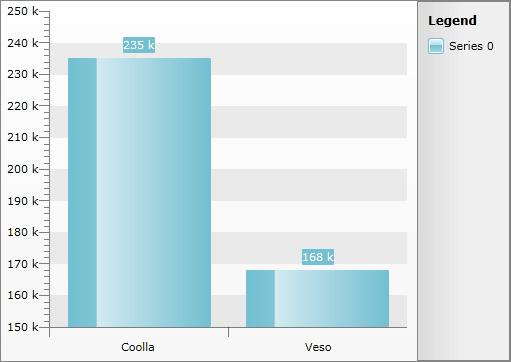 250 k
240 k
230 k
220 k
210 k
200 k
190 k
180 k
170 k
160 k
150 k
235 k
168 k
Coolla
Veso
Legend
Series 0